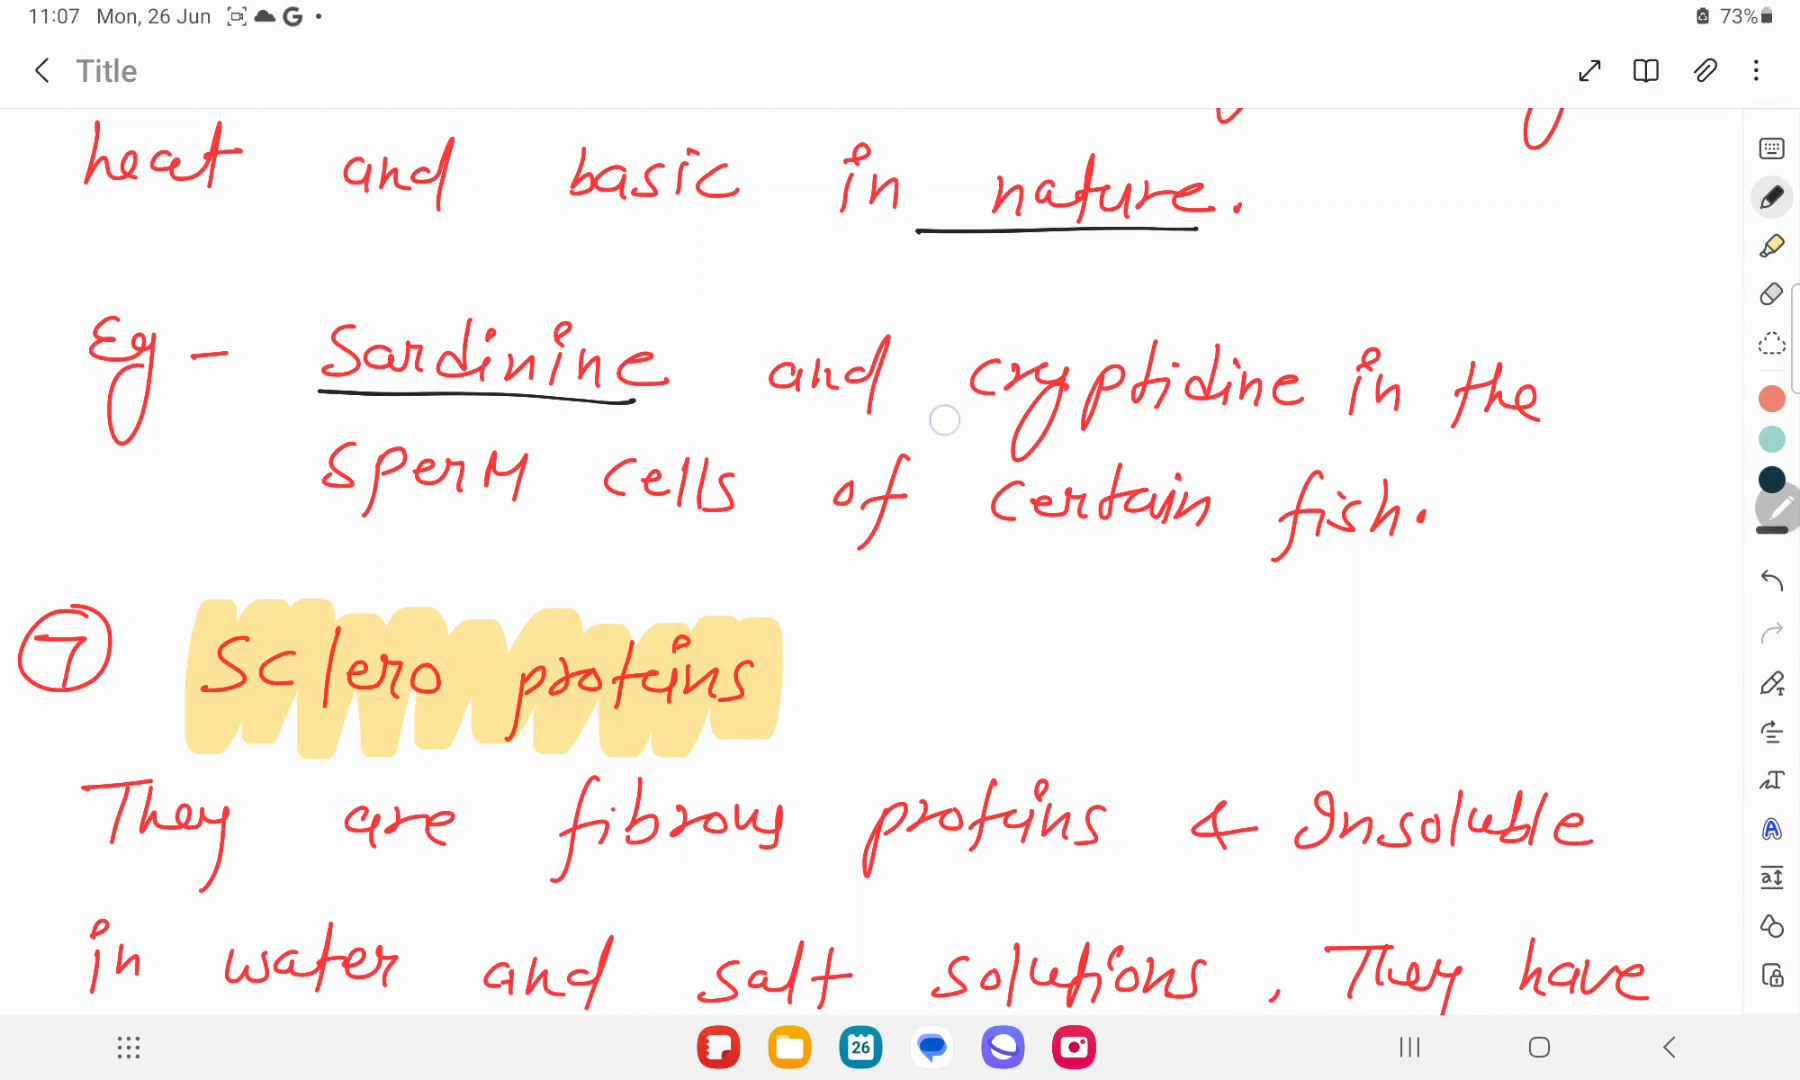 11:07 Mon, 26 Jun G • 73%
Title
heat and basic in nature.
Eg - Sardinine and cryptidine in the
sperm cells of certain fish.
7 Sclero proteins
They are fibrous proteins & Insoluble
in water and salt solutions, They have
26